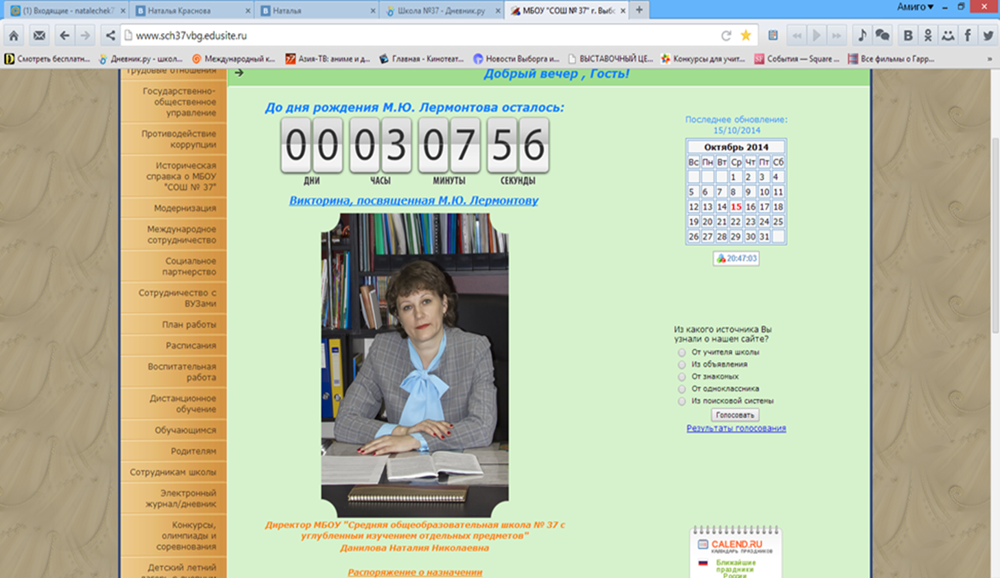 (1) Входящие - natalechek7
Наталья Краснова
Наталья
Школа №37 - Дневник.ру
МБОУ "СОШ № 37" г. Выбо
Амиго
www.sch37vbg.edusite.ru
Смотреть бесплатн...
Дневник.ру - школ...
Международный к...
Азия-ТВ: аниме и д...
Главная - Кинотеат...
Новости Выборга и...
ВЫСТАВОЧНЫЙ ЦЕ...
Конкурсы для учит...
События — Square ...
Все фильмы о Гарр...
»
Трудовые отношения
Государственно-
общественное
управление
Противодействие
коррупции
Историческая
справка о МБОУ
"СОШ № 37"
Модернизация
Международное
сотрудничество
Социальное
партнерство
Сотрудничество с
ВУЗами
План работы
Расписания
Воспитательная
работа
Дистанционное
обучение
Обучающимся
Родителям
Сотрудникам школы
Электронный
журнал/дневник
Конкурсы,
олимпиады и
соревнования
Детский летний
Добрый вечер , Гость!
До дня рождения М.Ю. Лермонтова осталось:
00 03 07 56
ДНИ ЧАСЫ МИНУТЫ СЕКУНДЫ
Викторина, посвященная М.Ю. Лермонтову
Директор МБОУ "Средняя общеобразовательная школа № 37 с
углубленным изучением отдельных предметов"
Данилова Наталия Николаевна
Распоряжение о назначении
Последнее обновление:
15/10/2014
Октябрь 2014
Вс Пн Вт Ср Чт Пт Сб
1 2 3 4
5 6 7 8 9 10 11
12 13 14 15 16 17 18
19 20 21 22 23 24 25
26 27 28 29 30 31
20:47:03
Из какого источника Вы
узнали о нашем сайте?
От учителя школы
Из объявления
От знакомых
От одноклассника
Из поисковой системы
Голосовать
Результаты голосования
CALEND.RU
КАЛЕНДАРЬ ПРАЗДНИКОВ
Ближайшие
праздники
России